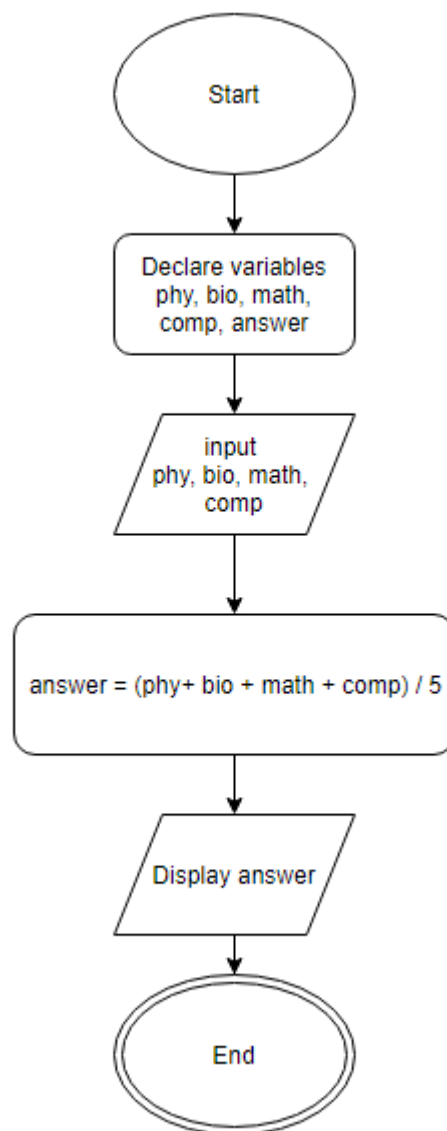 Start
Declare variables
phy, bio, math,
comp, answer
input
phy, bio, math,
comp
answer = (phy+ bio + math + comp) / 5
Display answer
End